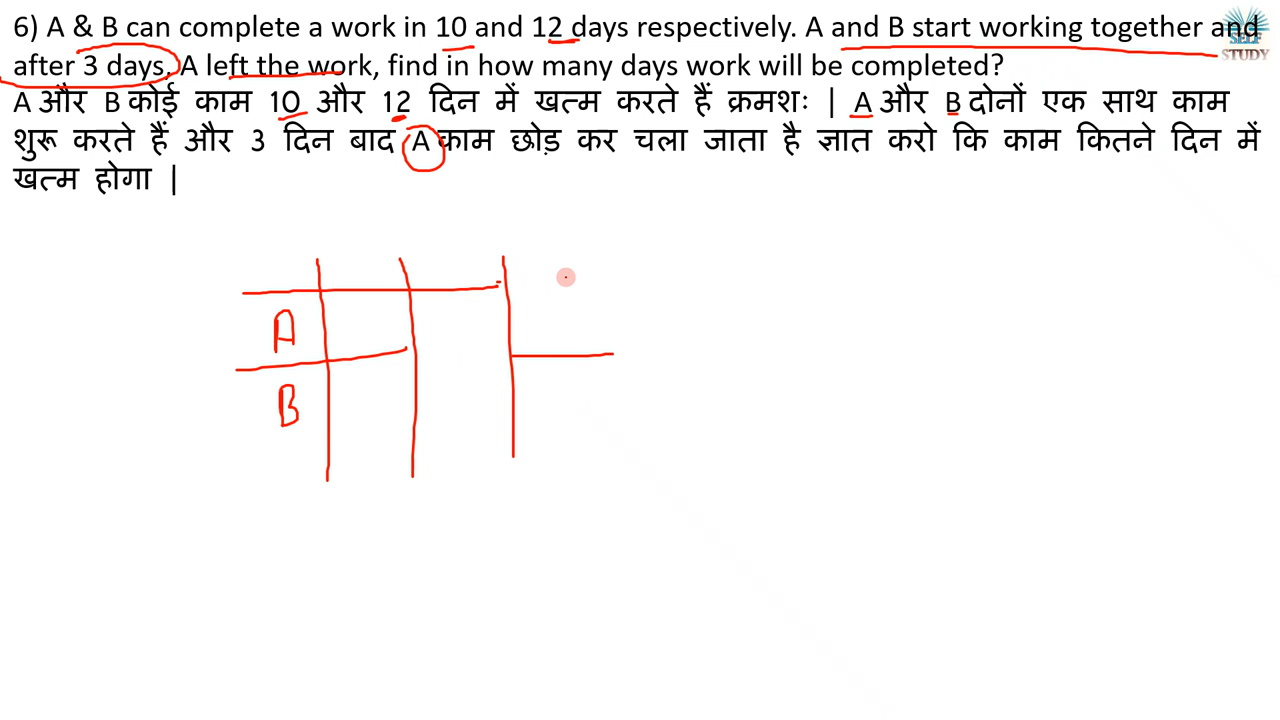 6) A & B can complete a work in 10 and 12 days respectively. A and B start working together and
after 3 days, A left the work, find in how many days work will be completed?
A और B कोई काम 10 और 12 दिन में खत्म करते हैं क्रमशः | A और B दोनों एक साथ काम
शुरू करते हैं और 3 दिन बाद A काम छोड़ कर चला जाता है ज्ञात करो कि काम कितने दिन में
खत्म होगा |
SELF
STUDY
A
B